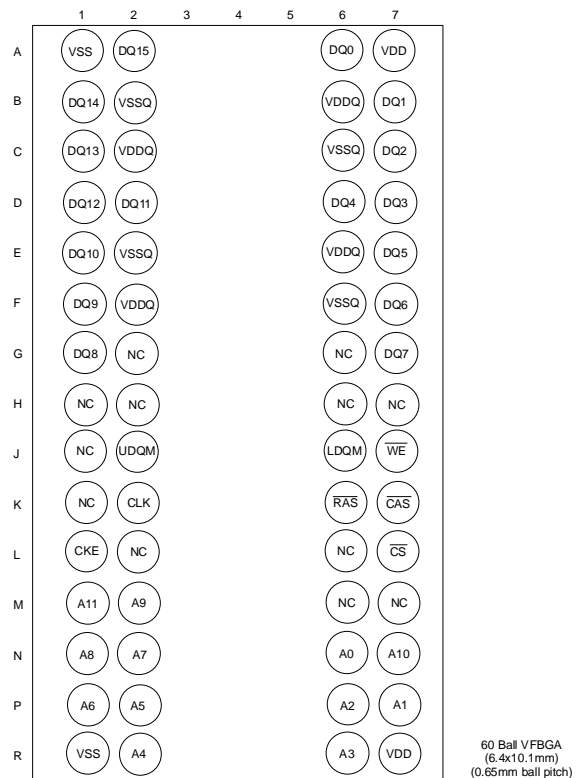 1 2 3 4 5 6 7
A VSS DQ15 DQ0 VDD
B DQ14 VSSQ VDDQ DQ1
C DQ13 VDDQ VSSQ DQ2
D DQ12 DQ11 DQ4 DQ3
E DQ10 VSSQ VDDQ DQ5
F DQ9 VDDQ VSSQ DQ6
G DQ8 NC NC DQ7
H NC NC NC NC
J NC UDQM LDQM WE
K NC CLK RAS CAS
L CKE NC NC CS
M A11 A9 NC NC
N A8 A7 A0 A10
P A6 A5 A2 A1
R VSS A4 A3 VDD
60 Ball VFBGA
(6.4x10.1mm)
(0.65mm ball pitch)